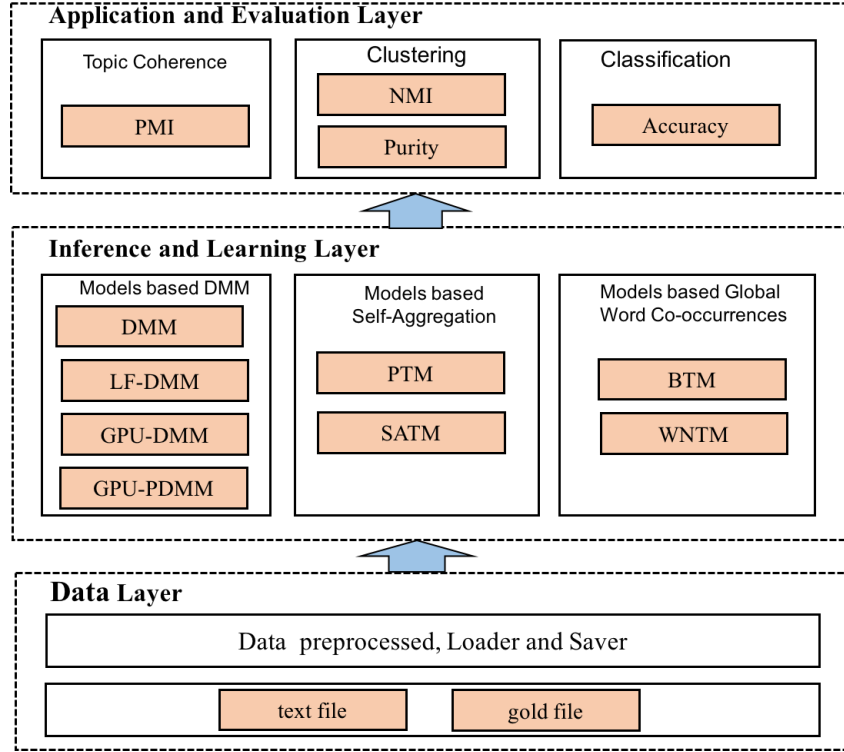 Application and Evaluation Layer
Topic Coherence
PMI
Clustering
NMI
Purity
Classification
Accuracy
Inference and Learning Layer
Models based DMM
DMM
LF-DMM
GPU-DMM
GPU-PDMM
Models based
Self-Aggregation
PTM
SATM
Models based Global
Word Co-occurrences
BTM
WNTM
Data Layer
Data preprocessed, Loader and Saver
text file
gold file